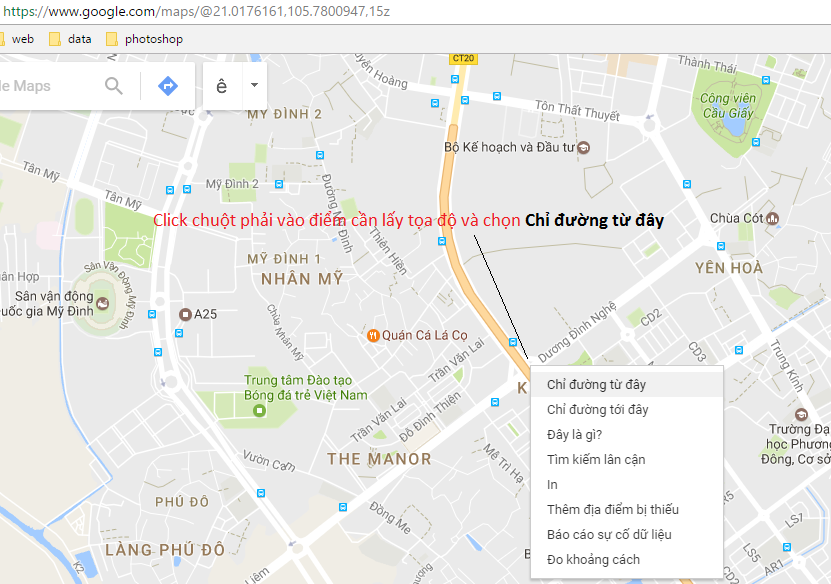 https://www.google.com/maps/@21.0176161,105.7800947,15z
web data photoshop
le Maps
ê
CT20
Hoàng
Thành Thái
Công viên
Cầu Giấy
MỸ ĐÌNH 2
Tôn Thất Thuyết
Bộ Kế hoạch và Đầu tư
Tân Mỹ
Mỹ Đình 2
Tân Mỹ
Đường Mỹ Đình
Click chuột phải vào điểm cần lấy tọa độ và chọn Chỉ đường từ đây
Chùa Cót
Thiên Hiền
MỸ ĐÌNH 1
NHÂN MỸ
YÊN HOÀ
Sân Vận Động Mỹ Đình
Sân vận động
uốc gia Mỹ Đình
A25
Chùa Nhân Mỹ
Quán Cá Lá Cọ
Dương Đình Nghệ
CD2
CD3
Trần Văn Lai
Trung Kính
Trung tâm Đào tạo
Bóng đá trẻ Việt Nam
K
Chỉ đường từ đây
Chỉ đường tới đây
Đây là gì?
Tìm kiếm lân cận
In
Thêm địa điểm bị thiếu
Báo cáo sự cố dữ liệu
Đo khoảng cách
Trần Văn Lai
Đỗ Đình Thiện
Trường Đạ
học Phương
Đông, Cơ sở
Mễ Trì Hạ
THE MANOR
Vườn Cam
PHÚ ĐÔ
Đồng Me
LÀNG PHÚ ĐÔ
R5
LS7
LS5
AR1
K2
Liêm